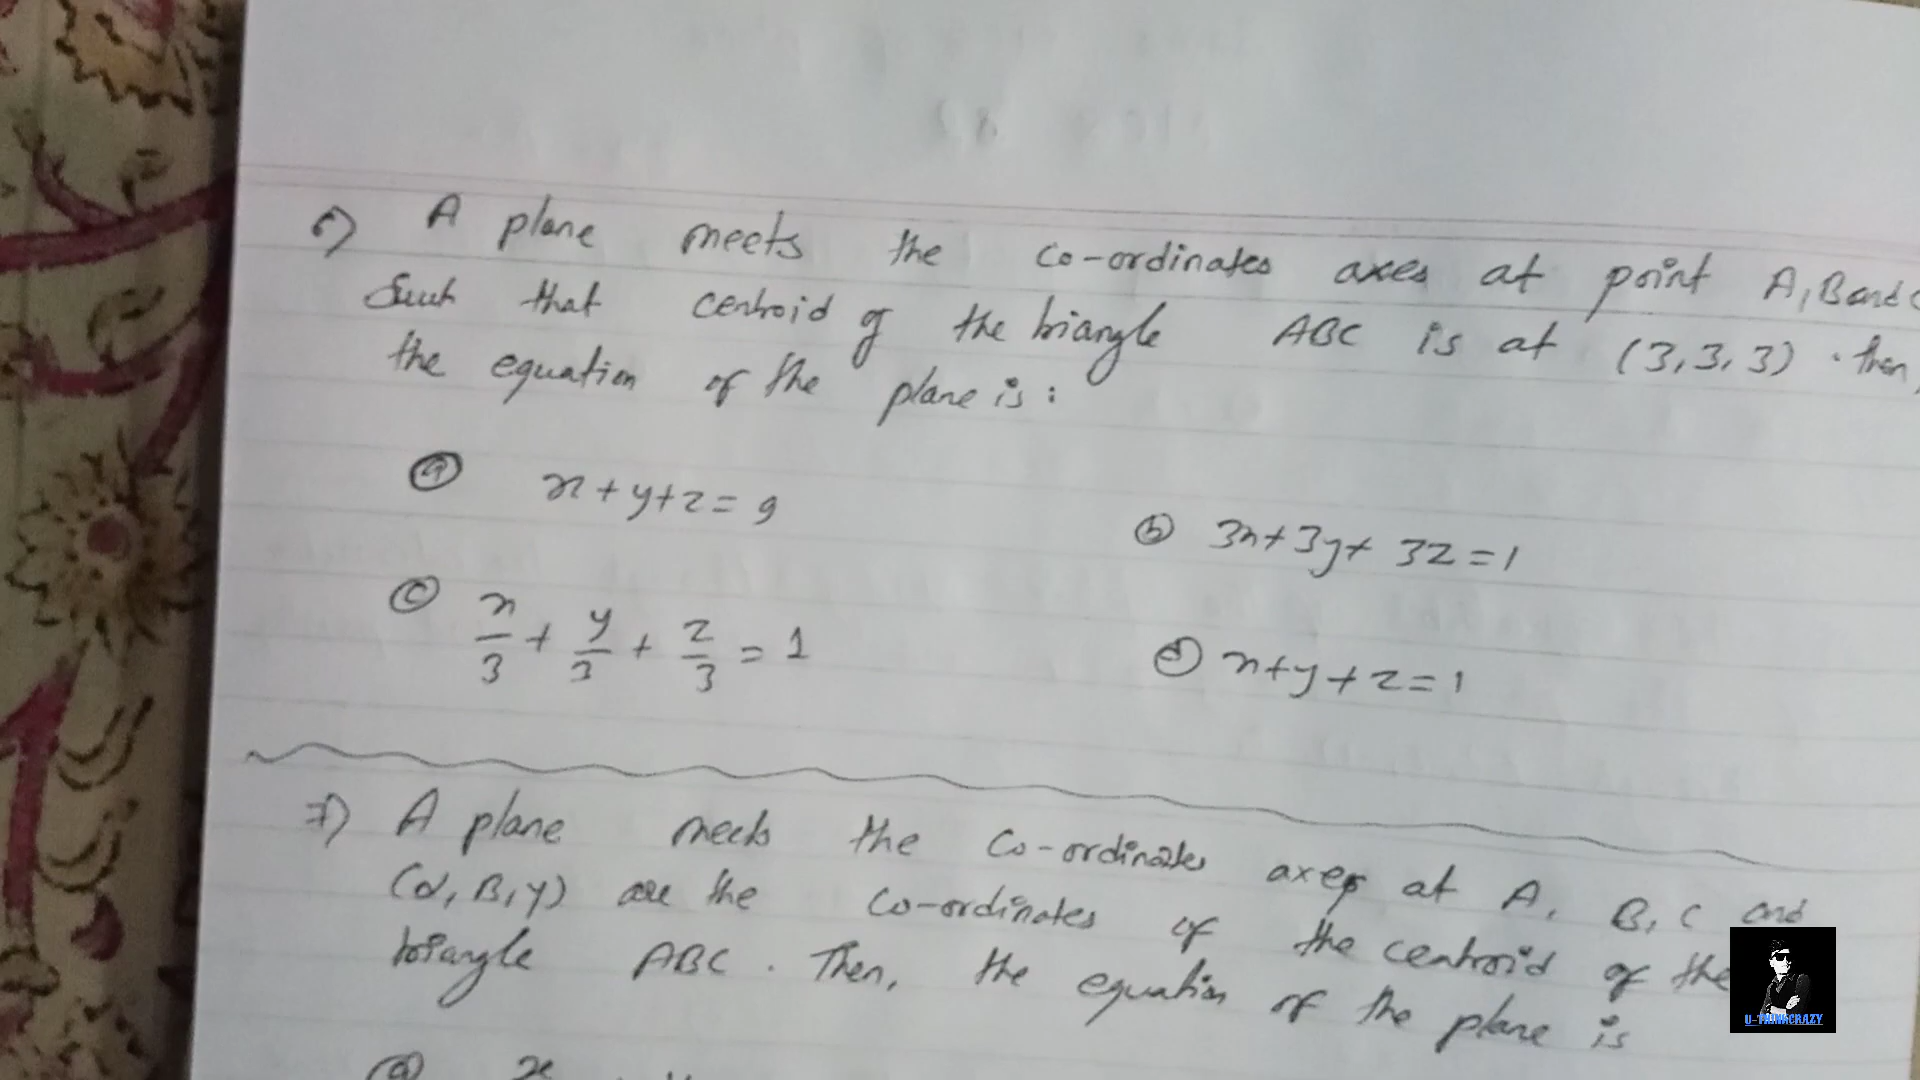 6) A plane meets the co-ordinates axes at point A, B and C
Such that centroid of the triangle ABC is at (3, 3, 3). then,
the equation of the plane is:
(a) x+y+z=9
(b) 3x+3y+3z=1
(c) x/3 + y/3 + z/3 = 1
(d) x+y+z=1
7) A plane meets the co-ordinates axes at A, B, C and
(α, β, γ) are the co-ordinates of the centroid of the
triangle ABC. Then, the equation of the plane is
(a) x
U-THINKCRAZY